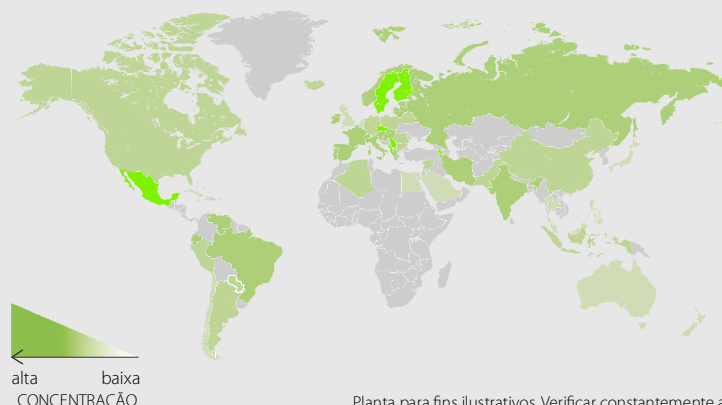 alta baixa
CONCENTRAÇÃO
Planta para fins ilustrativos. Verificar constantemente a